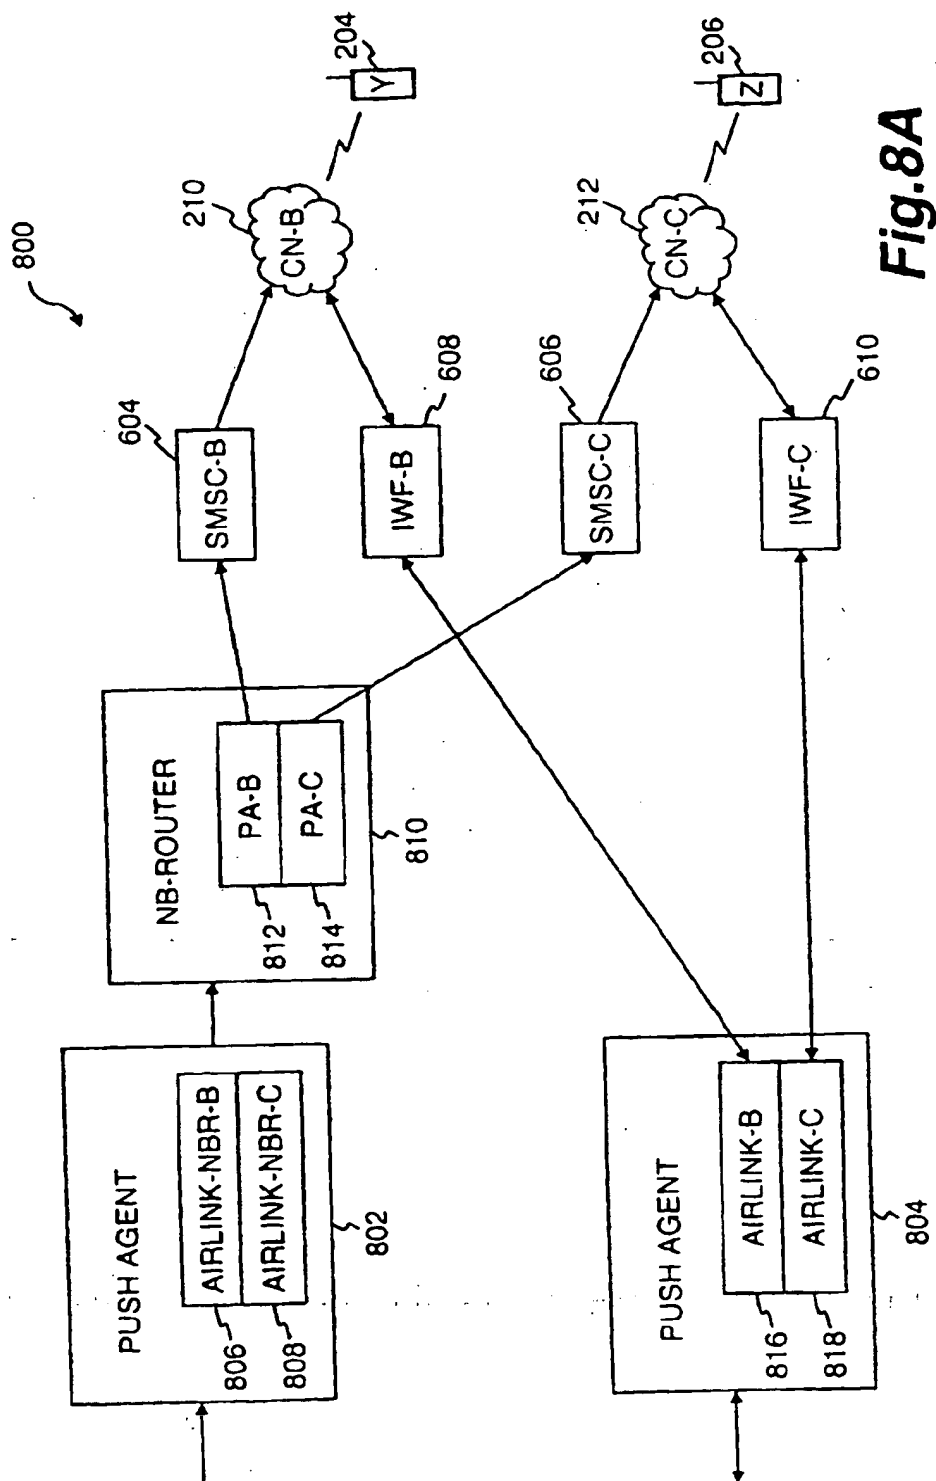 800
PUSH AGENT
AIRLINK-NBR-B
AIRLINK-NBR-C
806
808
802
NB-ROUTER
PA-B
PA-C
812
814
810
604
SMSC-B
IWF-B
608
210
CN-B
204
Y
PUSH AGENT
AIRLINK-B
AIRLINK-C
816
818
804
606
SMSC-C
IWF-C
610
212
CN-C
206
Z
Fig.8A